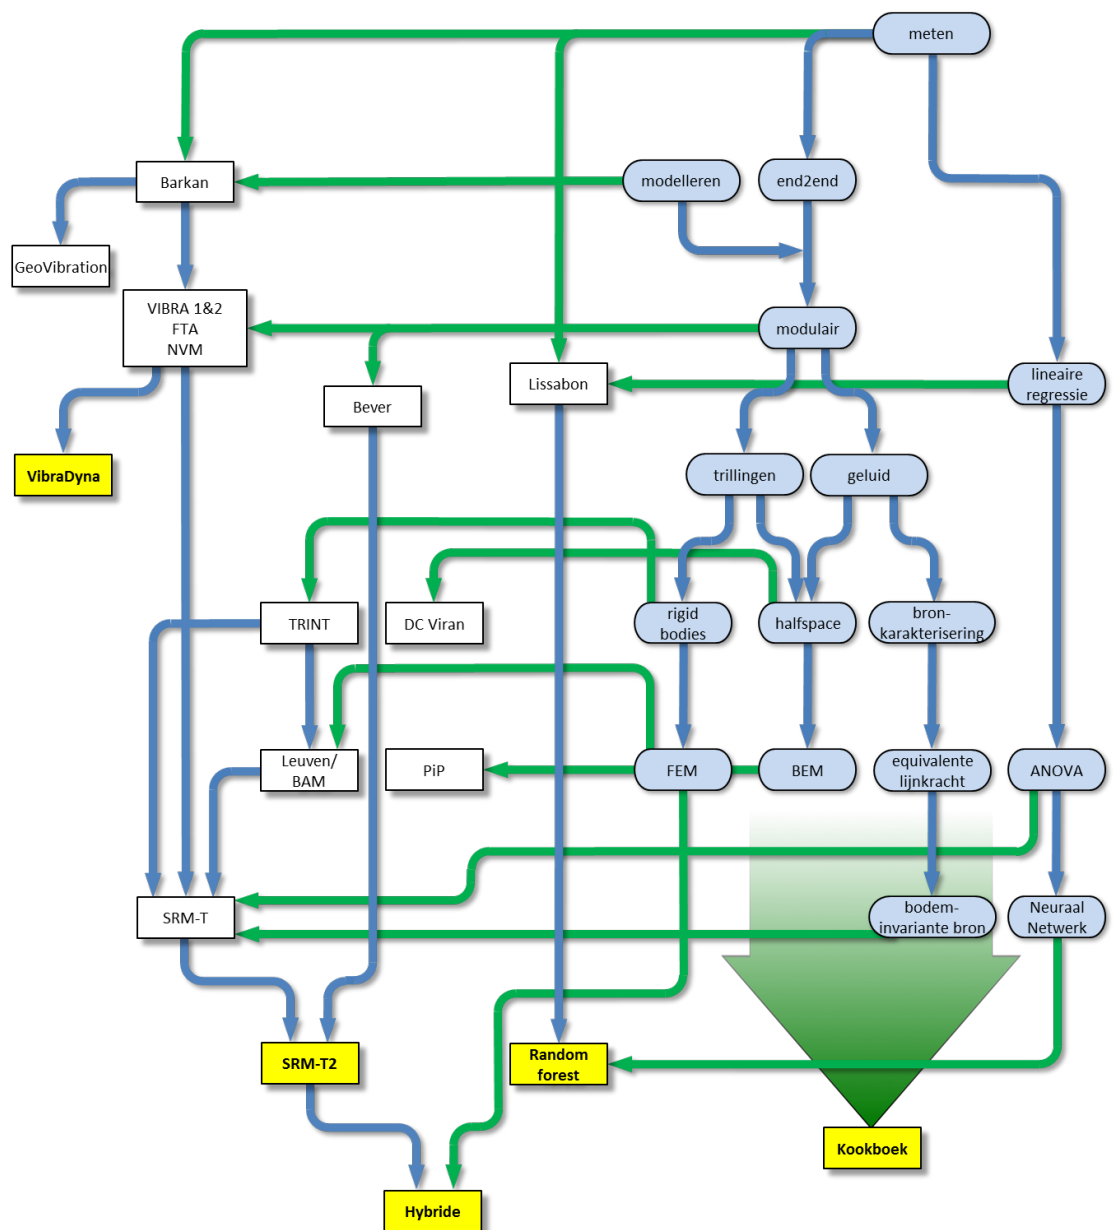 meten
Barkan
modelleren
end2end
GeoVibration
VIBRA 1&2
FTA
NVM
modulair
Bever
Lissabon
lineaire
regressie
VibraDyna
trillingen
geluid
TRINT
DC Viran
rigid
bodies
halfspace
bron-
karakterisering
Leuven/
BAM
PiP
FEM
BEM
equivalente
lijnkracht
ANOVA
SRM-T
bodem-
invariante bron
Neuraal
Netwerk
SRM-T2
Random
forest
Kookboek
Hybride